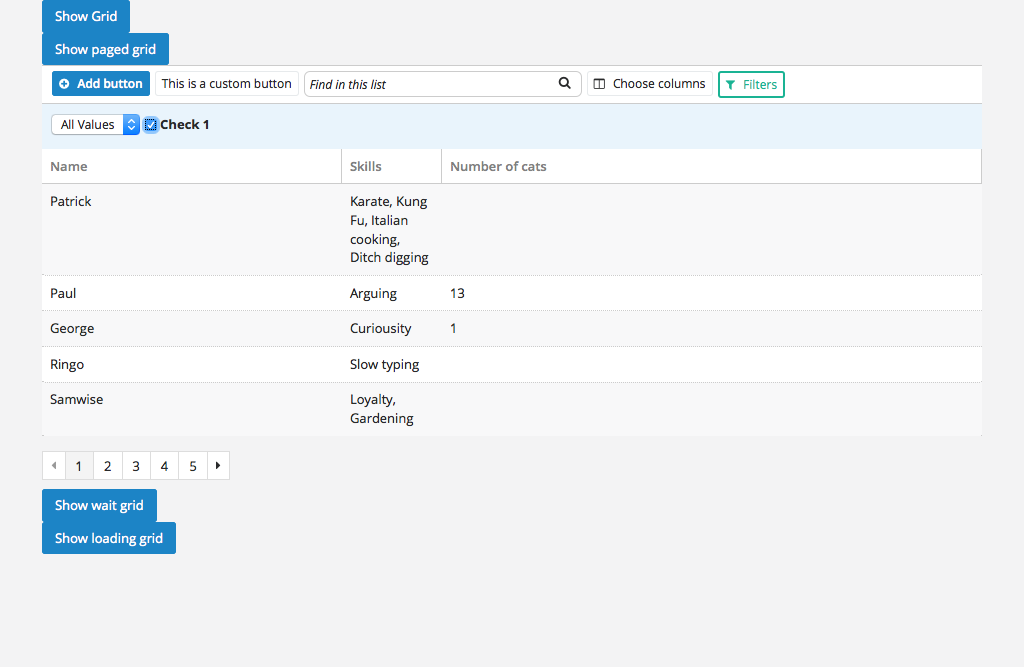 Show Grid
Show paged grid
Add button This is a custom button Find in this list Choose columns Filters
All Values Check 1
Name Skills Number of cats
Patrick Karate, Kung
Fu, Italian
cooking,
Ditch digging
Paul Arguing 13
George Curiousity 1
Ringo Slow typing
Samwise Loyalty,
Gardening
1 2 3 4 5
Show wait grid
Show loading grid